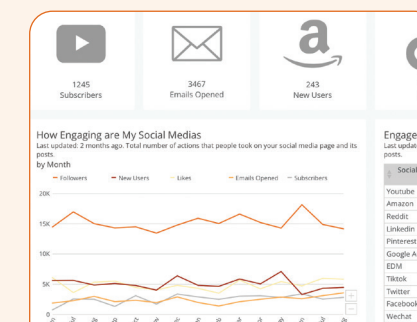 1245
Subscribers
3467
Emails Opened
a
243
New Users
How Engaging are My Social Medias
Last updated: 2 months ago. Total number of actions that people took on your social media page and its
posts.
by Month
Followers
New Users
Likes
Emails Opened
Subscribers
20K
15K
10K
5K
0
Engage
Last updat
posts.
Social
Youtube
Amazon
Reddit
Linkedin
Pinterest
Google A
EDM
Tiktok
Twitter
Facebook
Wechat